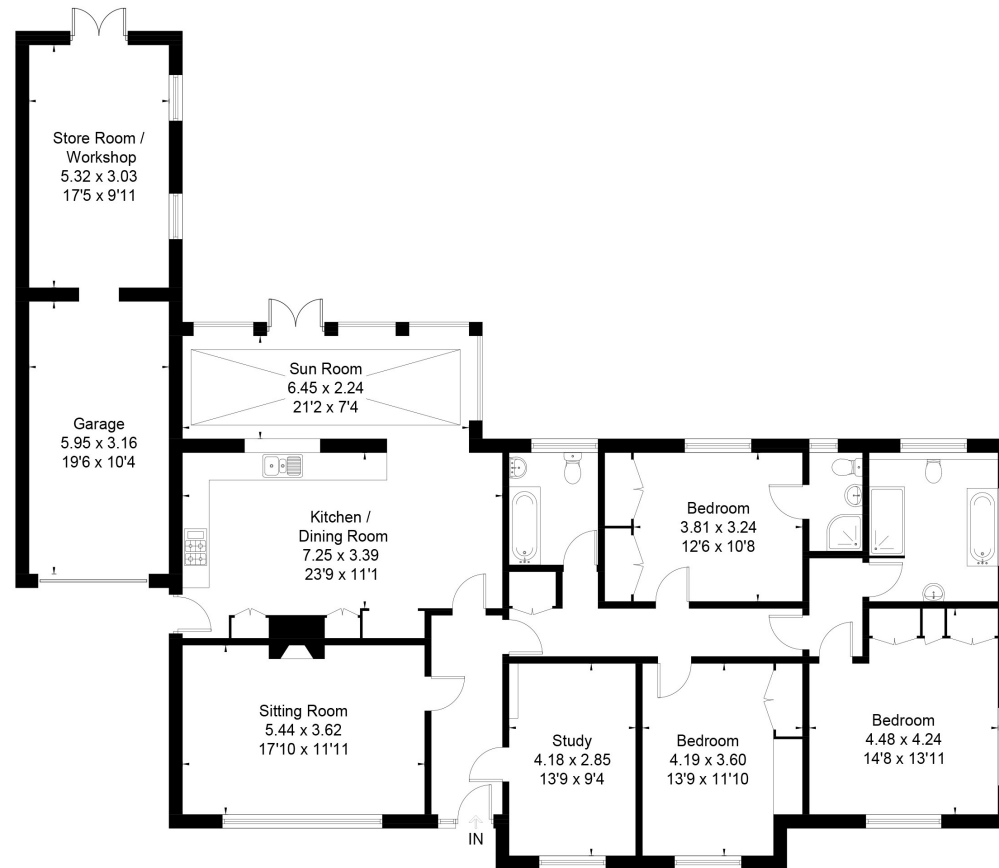 Store Room /
Workshop
5.32 x 3.03
17'5 x 9'11
Sun Room
6.45 x 2.24
21'2 x 7'4
Garage
5.95 x 3.16
19'6 x 10'4
Kitchen /
Dining Room
7.25 x 3.39
23'9 x 11'1
Bedroom
3.81 x 3.24
12'6 x 10'8
Sitting Room
5.44 x 3.62
17'10 x 11'11
Study
4.18 x 2.85
13'9 x 9'4
Bedroom
4.19 x 3.60
13'9 x 11'10
Bedroom
4.48 x 4.24
14'8 x 13'11
IN